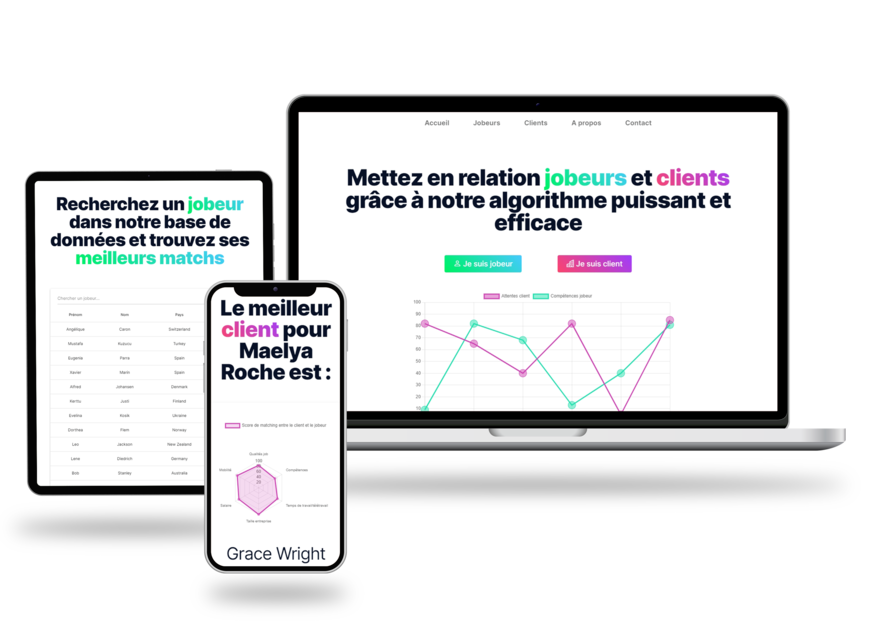 Accueil Jobeurs Clients A propos Contact
Mettez en relation jobeurs et clients
grâce à notre algorithme puissant et
efficace
Je suis jobeur Je suis client
Attentes client Compétences jobeur
100
90
80
70
60
50
40
30
20
10
Recherchez un jobeur
dans notre base de
données et trouvez ses
meilleurs matchs
Chercher un jobeur...
Prénom Nom Pays
Angélique Caron Switzerland
Mustafa Kuzucu Turkey
Eugenia Parra Spain
Xavier Marin Spain
Alfred Johansen Denmark
Kerttu Justi Finland
Evelina Kosik Ukraine
Dorthea Frem Norway
Leo Jackson New Zealand
Lene Diedrich Germany
Bob Stanley Australia
Le meilleur
client pour
Maelya
Roche est :
Score de matching entre le client et le jobeur
Qualités job
100
80
60
40
20
Mobilité Compétences
Salaire Temps de travail
Taille entreprise
Grace Wright